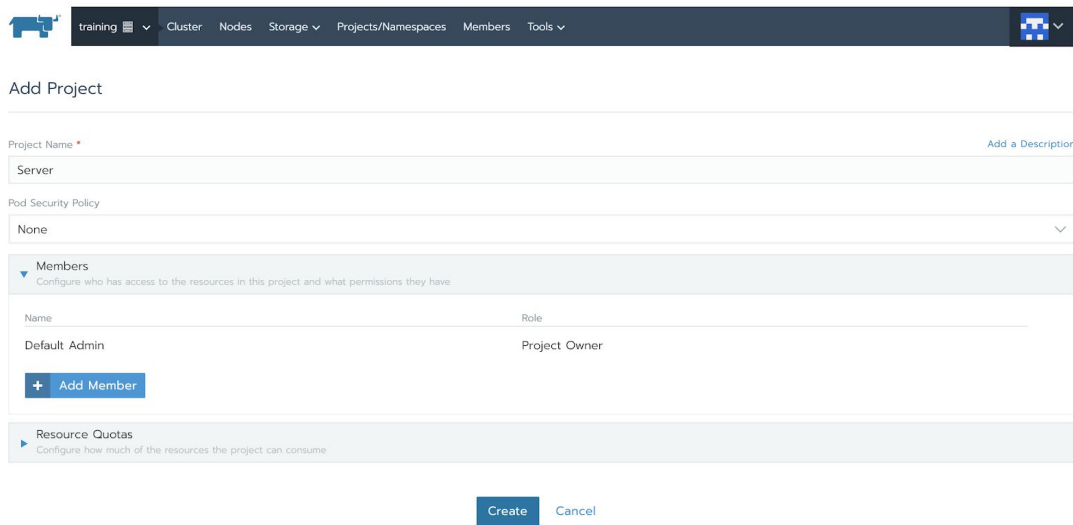 training Cluster Nodes Storage Projects/Namespaces Members Tools
Add Project
Project Name * Add a Description
Server
Pod Security Policy
None
Members
Configure who has access to the resources in this project and what permissions they have
Name Role
Default Admin Project Owner
+ Add Member
Resource Quotas
Configure how much of the resources the project can consume
Create Cancel